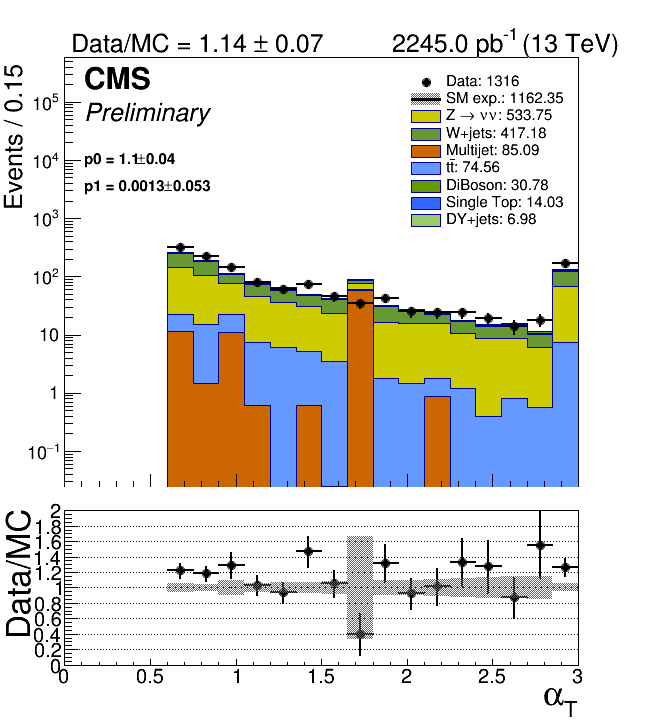 Data/MC = 1.14 ± 0.07
2245.0 pb⁻¹ (13 TeV)
Events / 0.15
CMS
Preliminary
p0 = 1.1±0.04
p1 = 0.0013±0.053
Data: 1316
SM exp.: 1162.35
Z → νν: 533.75
W+jets: 417.18
Multijet: 85.09
tt̄: 74.56
DiBoson: 30.78
Single Top: 14.03
DY+jets: 6.98
10⁵
10⁴
10³
10²
10
1
10⁻¹
Data/MC
2
1.8
1.6
1.4
1.2
1
0.8
0.6
0.4
0.2
0
0 0.5 1 1.5 2 2.5 3
α_T